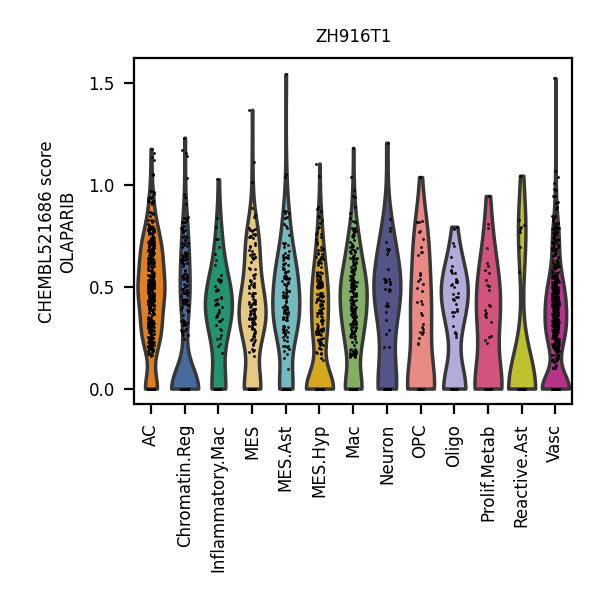 ZH916T1
CHEMBL521686 score
OLAPARIB
1.5
1.0
0.5
0.0
AC
Chromatin.Reg
Inflammatory.Mac
MES
MES.Ast
MES.Hyp
Mac
Neuron
OPC
Oligo
Prolif.Metab
Reactive.Ast
Vasc